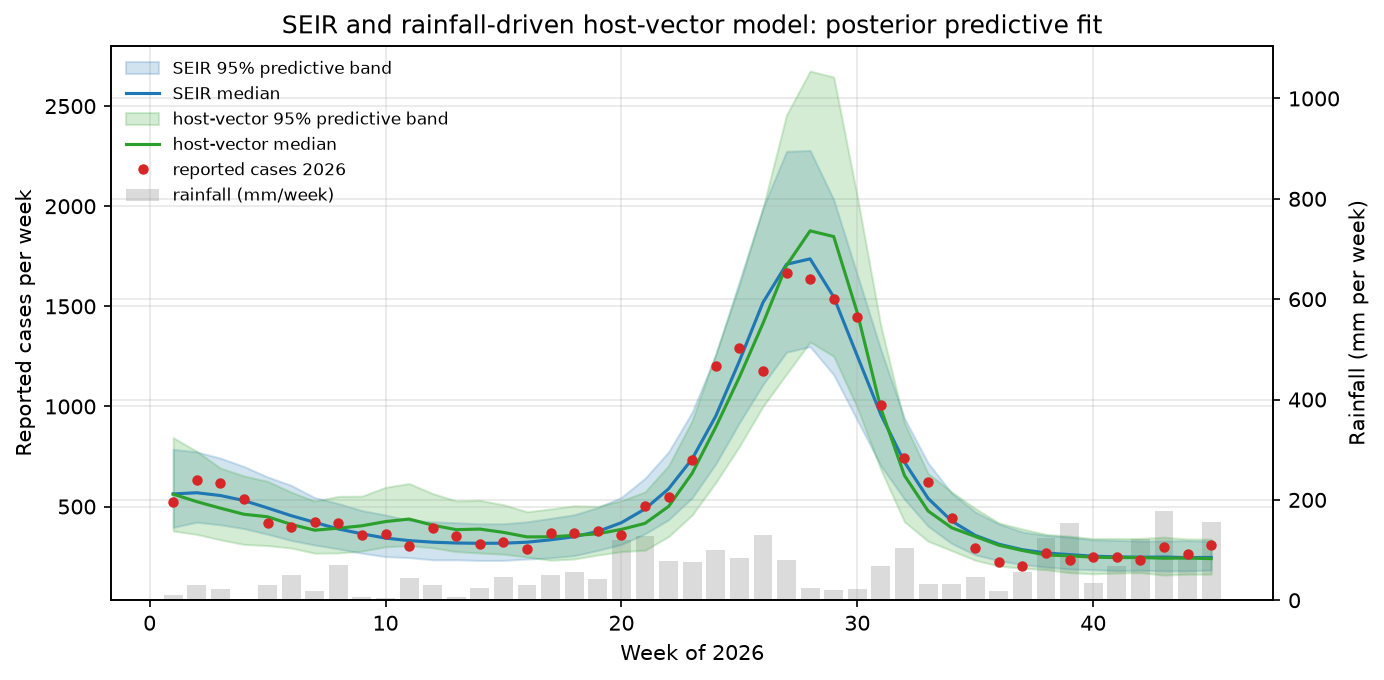 SEIR and rainfall-driven host-vector model: posterior predictive fit
SEIR 95% predictive band
SEIR median
host-vector 95% predictive band
host-vector median
reported cases 2026
rainfall (mm/week)
Reported cases per week
2500
2000
1500
1000
500
1000
800
600
400
200
0
Rainfall (mm per week)
0
10
20
30
40
Week of 2026